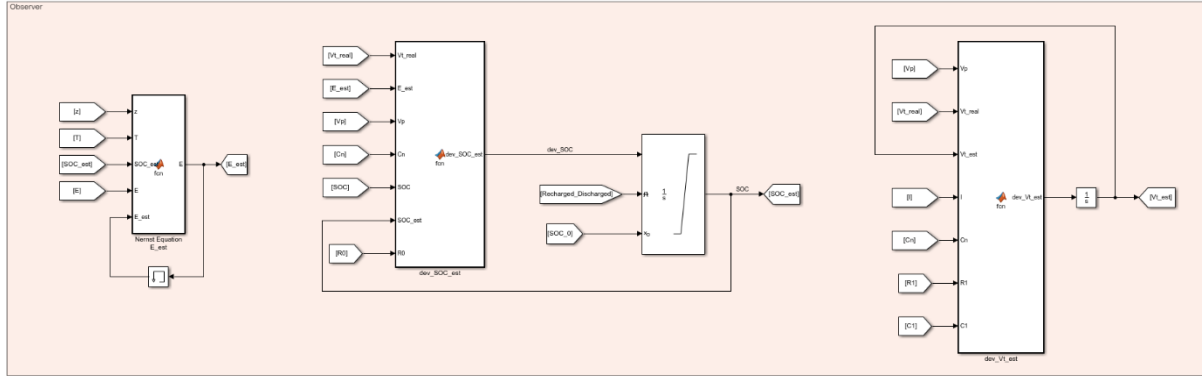 Observer
[z]
[T]
[SOC_est]
[E]
z
T
SOC_est
E
E_est
fcn
E
[E_est]
Nernst Equation
E_est
[Vt_real]
[E_est]
[Vp]
[Cn]
[SOC]
[R0]
Vt_real
E_est
Vp
Cn
SOC
SOC_est
R0
fcn
dev_SOC_est
dev_SOC_est
dev_SOC
[Recharged_Discharged]
[SOC_0]
R
1
s
x0
SOC
[SOC_est]
[Vp]
[Vt_real]
[I]
[Cn]
[R1]
[C1]
Vp
Vt_real
Vt_est
I
Cn
R1
C1
fcn
dev_Vt_est
dev_Vt_est
1
s
[Vt_est]